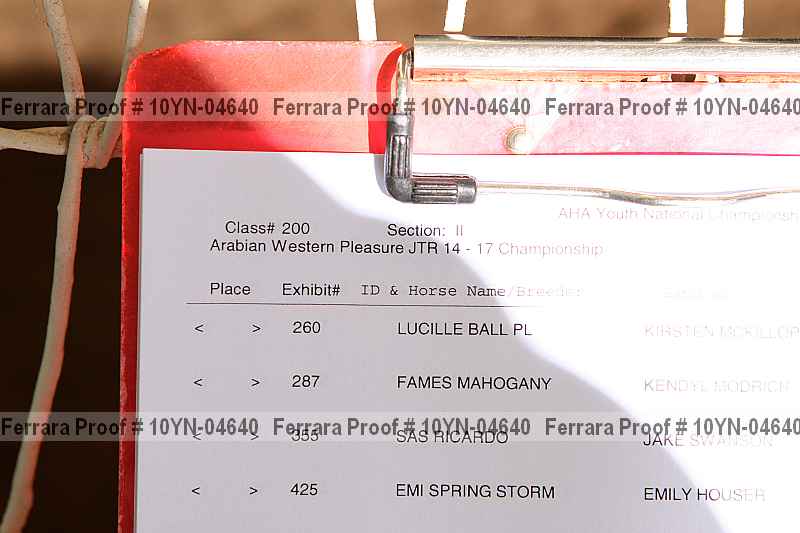 Ferrara Proof # 10YN-04640 Ferrara Proof # 10YN-04640 Ferrara Proof # 10YN-04640
AHA Youth National Championsh
Class# 200 Section: II
Arabian Western Pleasure JTR 14 - 17 Championship
Place Exhibit# ID & Horse Name/Breeder
< > 260 LUCILLE BALL PL KIRSTEN MCKILLOP
< > 287 FAMES MAHOGANY KENDYL MODRICH
Ferrara Proof # 10YN-04640 Ferrara Proof # 10YN-04640 Ferrara Proof # 10YN-04640
< > 355 SAS RICARDO JAKE SWANSON
< > 425 EMI SPRING STORM EMILY HOUSER